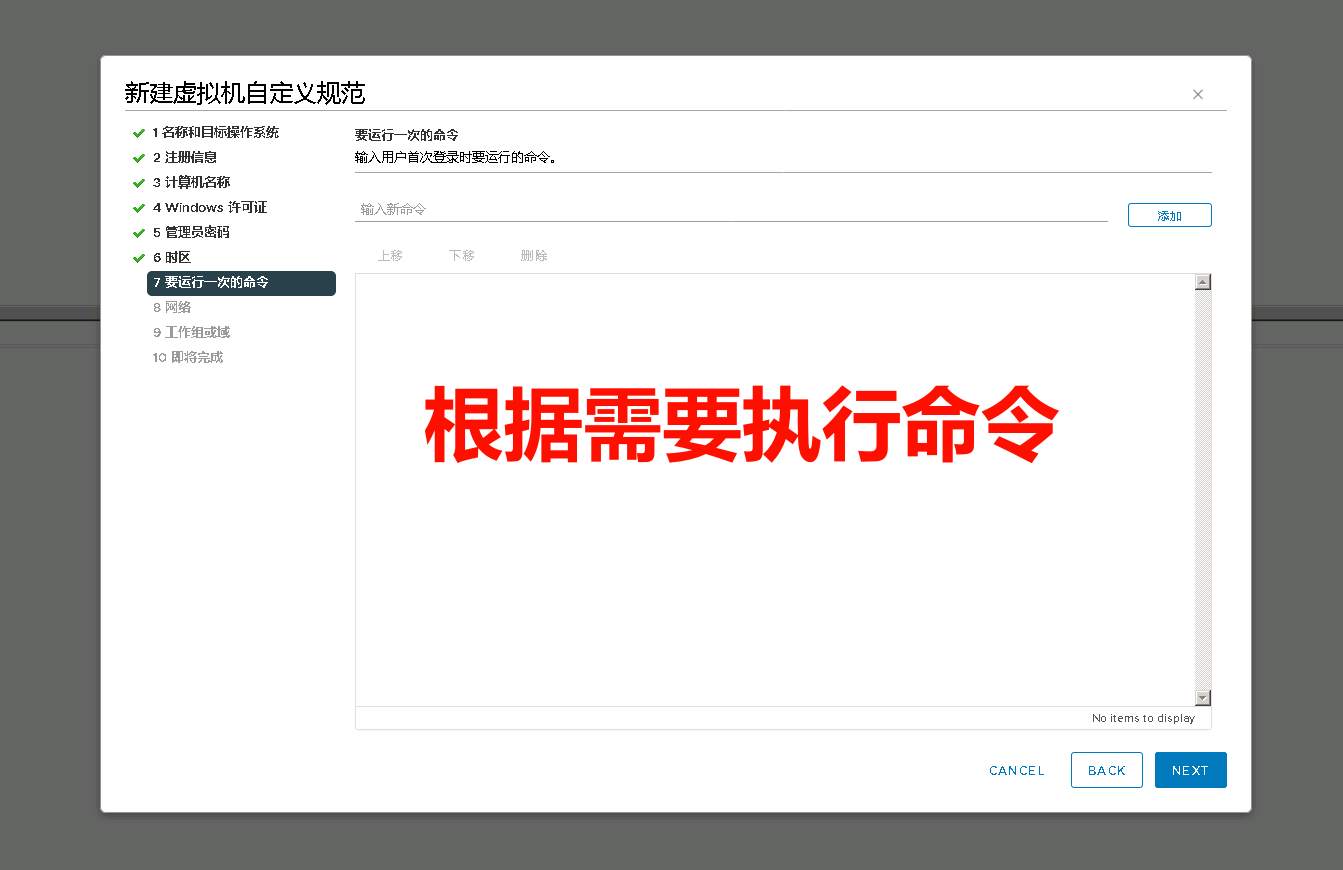 新建虚拟机自定义规范
1 名称和目标操作系统
2 注册信息
3 计算机名称
4 Windows 许可证
5 管理员密码
6 时区
7 要运行一次的命令
8 网络
9 工作组或域
10 即将完成
要运行一次的命令
输入用户首次登录时要运行的命令。
输入新命令
添加
上移 下移 删除
根据需要执行命令
No items to display
CANCEL BACK NEXT